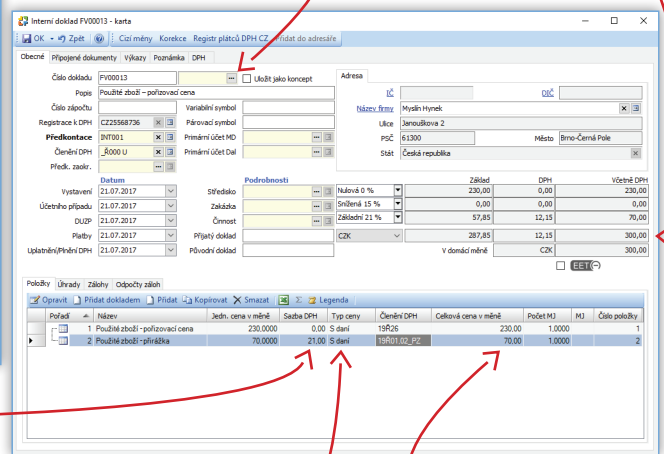 Interní doklad FV00013 - karta
OK Zpět Cizí měny Korekce Registr plátců DPH CZ Přidat do adresáře
Obecné Připojené dokumenty Výkazy Poznámka DPH
Číslo dokladu FV00013 Uložit jako koncept Adresa
Popis Použité zboží – pořizovací cena IČ DIČ
Číslo zápočtu Variabilní symbol Název firmy Myslín Hynek
Registrace k DPH CZ25568736 Párovací symbol Ulice Janouškova 2
Předkontace INT001 Primární účet MD PSČ 61300 Město Brno-Černá Pole
Členění DPH _Ř000 U Primární účet Dal Stát Česká republika
Předk. zaokr.
Datum Podrobnosti Základ DPH Včetně DPH
Vystavení 21.07.2017 Středisko Nulová 0 % 230,00 0,00 230,00
Účetního případu 21.07.2017 Zakázka Snížená 15 % 0,00 0,00 0,00
DUZP 21.07.2017 Činnost Základní 21 % 57,85 12,15 70,00
Platby 21.07.2017 Přijatý doklad CZK 287,85 12,15 300,00
Uplatnění/Plnění DPH 21.07.2017 Původní doklad V domácí měně CZK 300,00
EET
Položky Úhrady Zálohy Odpočty záloh
Opravit Přidat dokladem Přidat Kopírovat Smazat Σ Legenda
Pořadí Název Jedn. cena v měně Sazba DPH Typ ceny Členění DPH Celková cena v měně Počet MJ MJ Číslo položky
1 Použité zboží - pořizovací cena 230.0000 0,00 S daní 19Ř26 230,00 1.0000 1
2 Použité zboží - přirážka 70.0000 21,00 S daní 19Ř01.02_PZ 70,00 1.0000 2